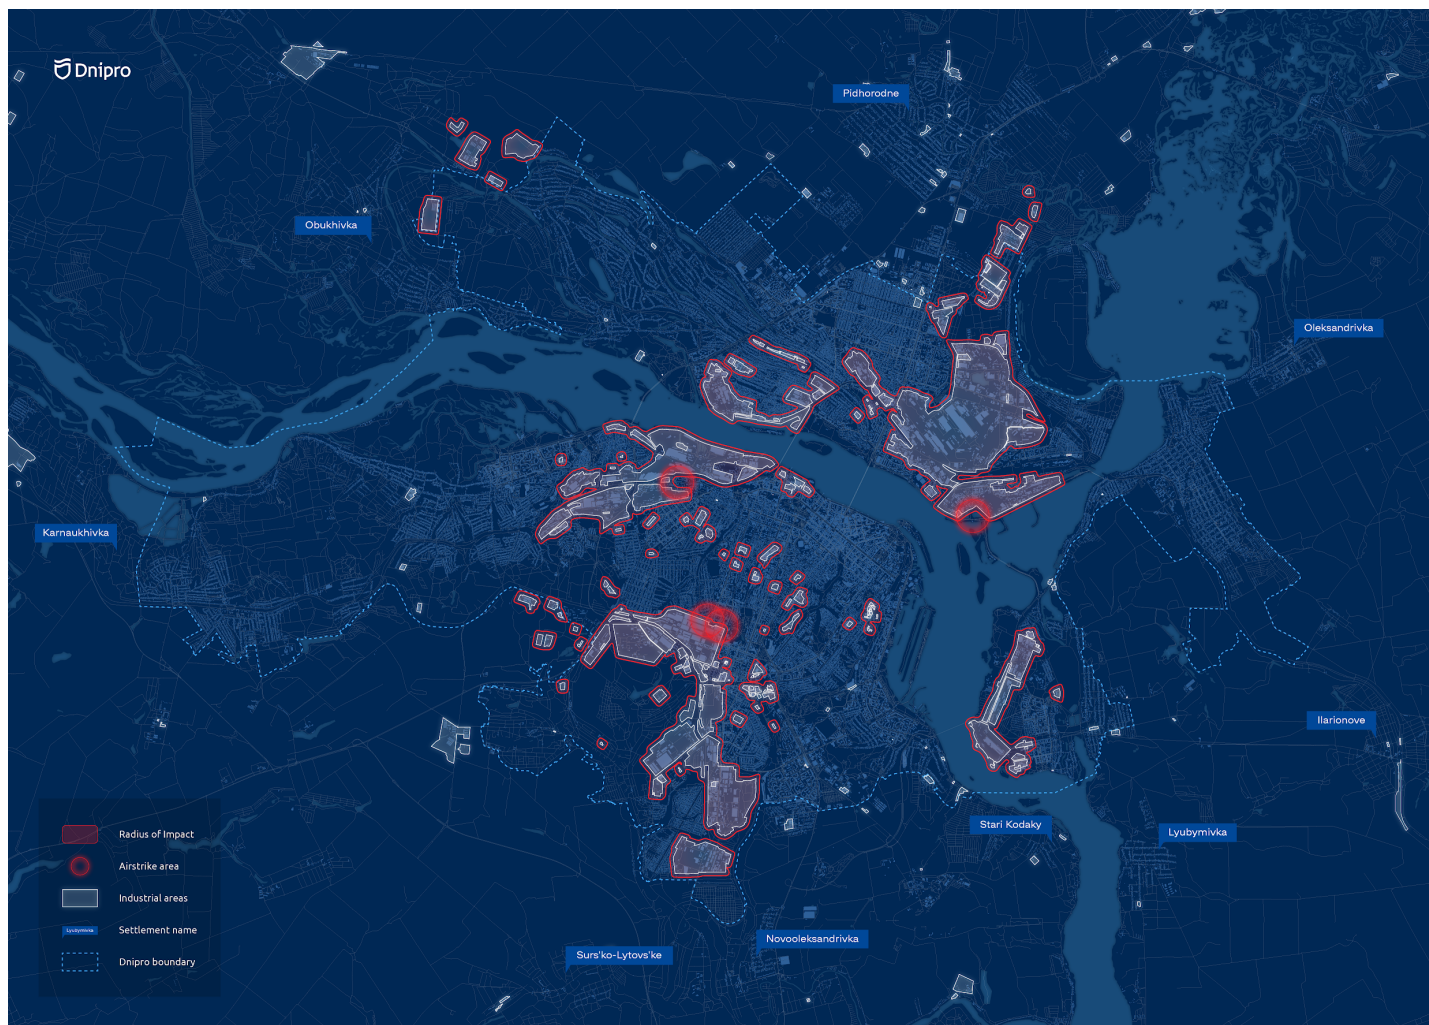 Dnipro
Pidhorodne
Obukhivka
Oleksandrivka
Karnaukhivka
Ilarionove
Stari Kodaky
Lyubymivka
Novooleksandrivka
Surs'ko-Lytovs'ke
Radius of Impact
Airstrike area
Industrial areas
Lyubymivka Settlement name
Dnipro boundary